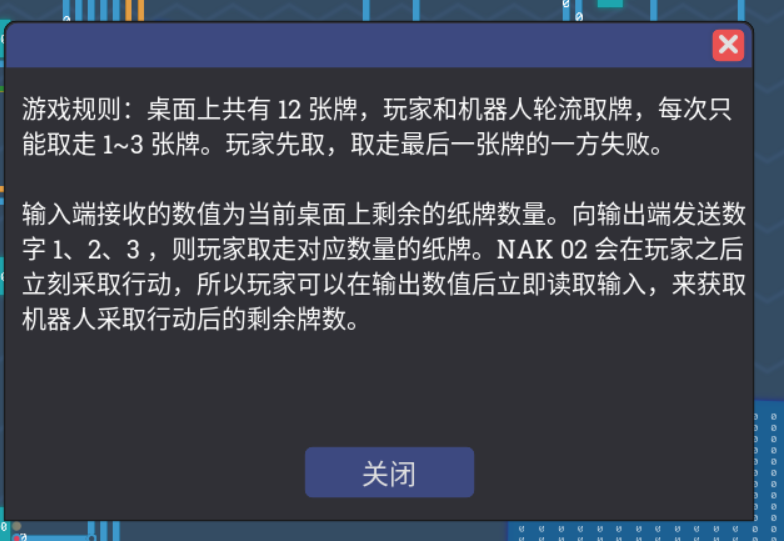 游戏规则：桌面上共有 12 张牌，玩家和机器人轮流取牌，每次只
能取走 1~3 张牌。玩家先取，取走最后一张牌的一方失败。
输入端接收的数值为当前桌面上剩余的纸牌数量。向输出端发送数
字 1、2、3 ，则玩家取走对应数量的纸牌。NAK 02 会在玩家之后
立刻采取行动，所以玩家可以在输出数值后立即读取输入，来获取
机器人采取行动后的剩余牌数。
关闭